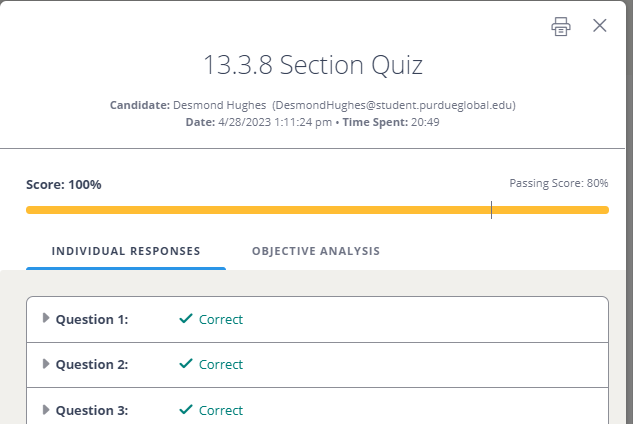 13.3.8 Section Quiz
Candidate: Desmond Hughes (DesmondHughes@student.purdueglobal.edu)
Date: 4/28/2023 1:11:24 pm • Time Spent: 20:49
Score: 100%
Passing Score: 80%
INDIVIDUAL RESPONSES
OBJECTIVE ANALYSIS
Question 1: Correct
Question 2: Correct
Question 3: Correct